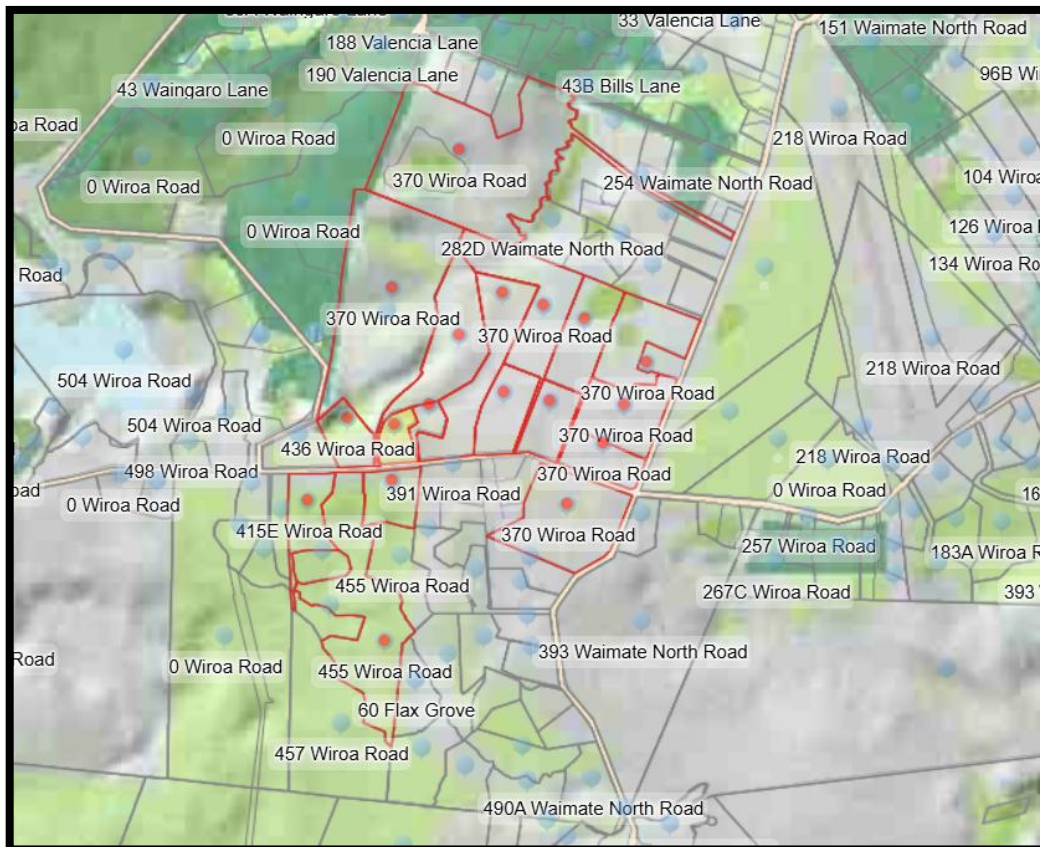 33 Valencia Lane
151 Waimate North Road
188 Valencia Lane
190 Valencia Lane
43 Waingaro Lane
43B Bills Lane
96B Wi
oa Road
0 Wiroa Road
218 Wiroa Road
0 Wiroa Road
370 Wiroa Road
254 Waimate North Road
104 Wiroa
0 Wiroa Road
126 Wiroa
282D Waimate North Road
134 Wiroa Ro
Road
370 Wiroa Road
370 Wiroa Road
218 Wiroa Road
504 Wiroa Road
370 Wiroa Road
504 Wiroa Road
370 Wiroa Road
436 Wiroa Road
218 Wiroa Road
498 Wiroa Road
370 Wiroa Road
0 Wiroa Road
391 Wiroa Road
0 Wiroa Road
16
415E Wiroa Road
370 Wiroa Road
257 Wiroa Road
183A Wiroa R
455 Wiroa Road
267C Wiroa Road
393
Road
0 Wiroa Road
455 Wiroa Road
393 Waimate North Road
60 Flax Grove
457 Wiroa Road
490A Waimate North Road